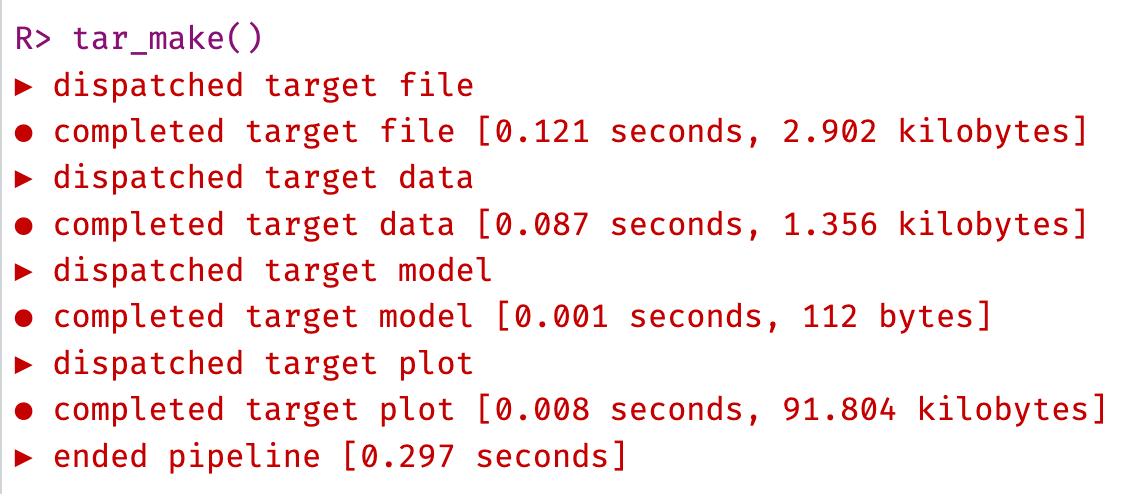 R> tar_make()
▶ dispatched target file
● completed target file [0.121 seconds, 2.902 kilobytes]
▶ dispatched target data
● completed target data [0.087 seconds, 1.356 kilobytes]
▶ dispatched target model
● completed target model [0.001 seconds, 112 bytes]
▶ dispatched target plot
● completed target plot [0.008 seconds, 91.804 kilobytes]
▶ ended pipeline [0.297 seconds]